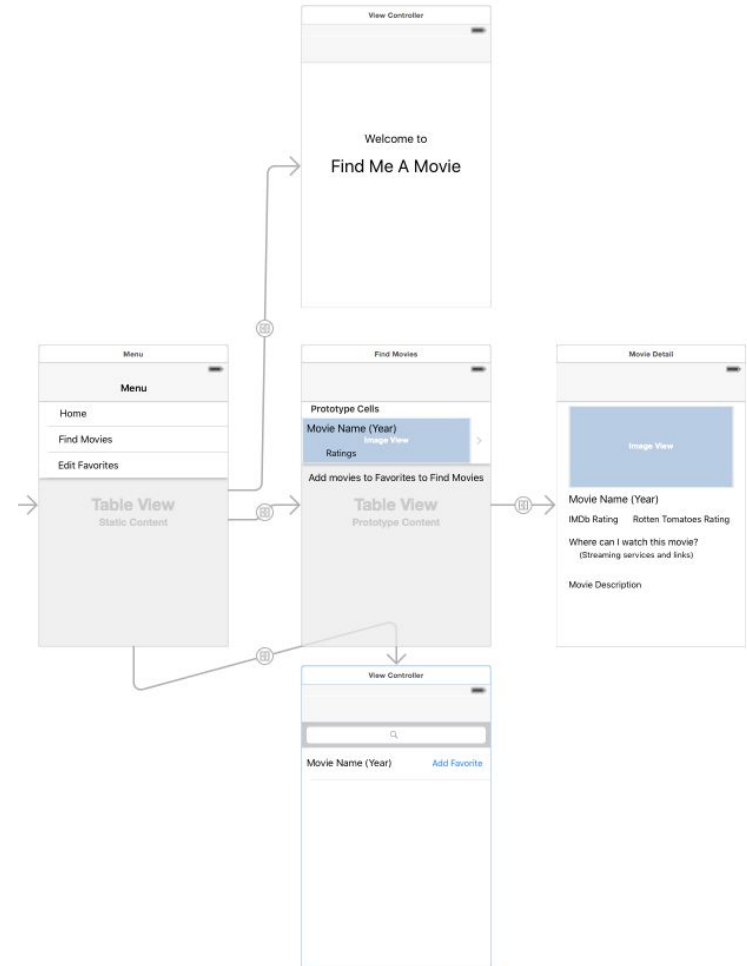 View Controller
Welcome to
Find Me A Movie
Menu
Menu
Home
Find Movies
Edit Favorites
Table View
Static Content
Find Movies
Prototype Cells
Movie Name (Year)
Image View
Ratings
Add movies to Favorites to Find Movies
Table View
Prototype Content
Movie Detail
Image View
Movie Name (Year)
IMDb Rating Rotten Tomatoes Rating
Where can I watch this movie?
(Streaming services and links)
Movie Description
View Controller
Movie Name (Year) Add Favorite